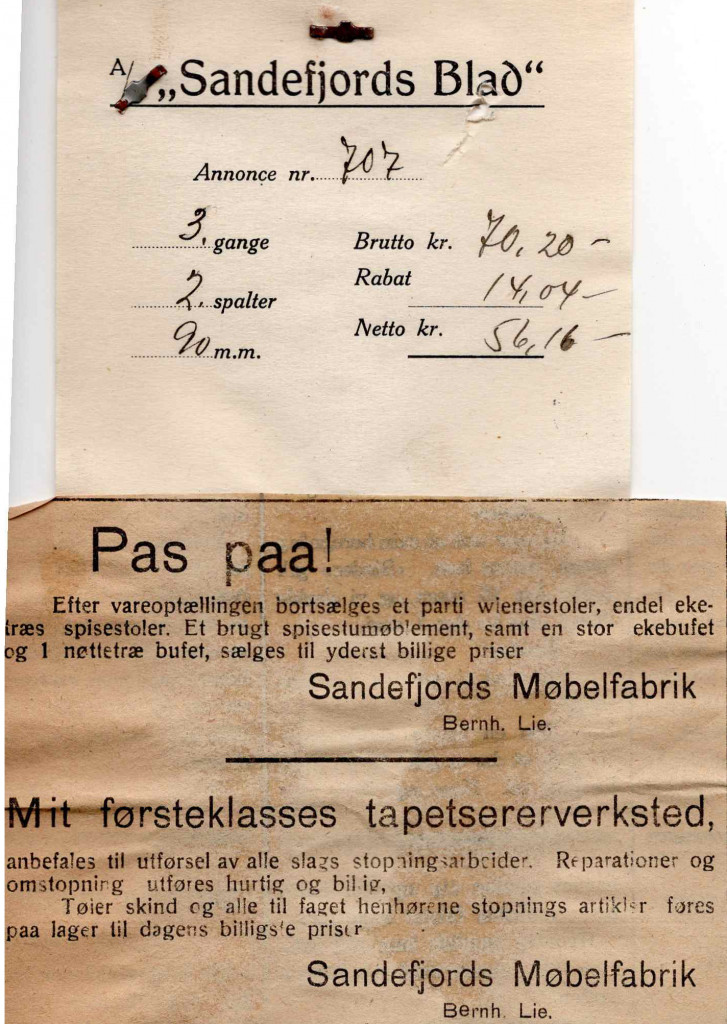 A/ „Sandefjords Blad“
Annonce nr. 707
3. gange Brutto kr. 70,20 –
2. spalter Rabat 14,04 –
90 m.m. Netto kr. 56,16 –
Pas paa!
Efter vareoptællingen bortsælges et parti wienerstoler, endel eke-
træs spisestoler. Et brugt spisestumøb'ement, samt en stor ekebufet
og 1 nøttetræ bufet, sælges til yderst billige priser
Sandefjords Møbelfabrik
Bernh. Lie.
Mit førsteklasses tapetsererverksted,
anbefales til utførsel av alle slags stopningsarbeider. Reparationer og
omstopning utføres hurtig og billig,
Tøier skind og alle til faget henhørene stopnings artikler føres
paa lager til dagens billigs'e priser
Sandefjords Møbelfabrik
Bernh. Lie.